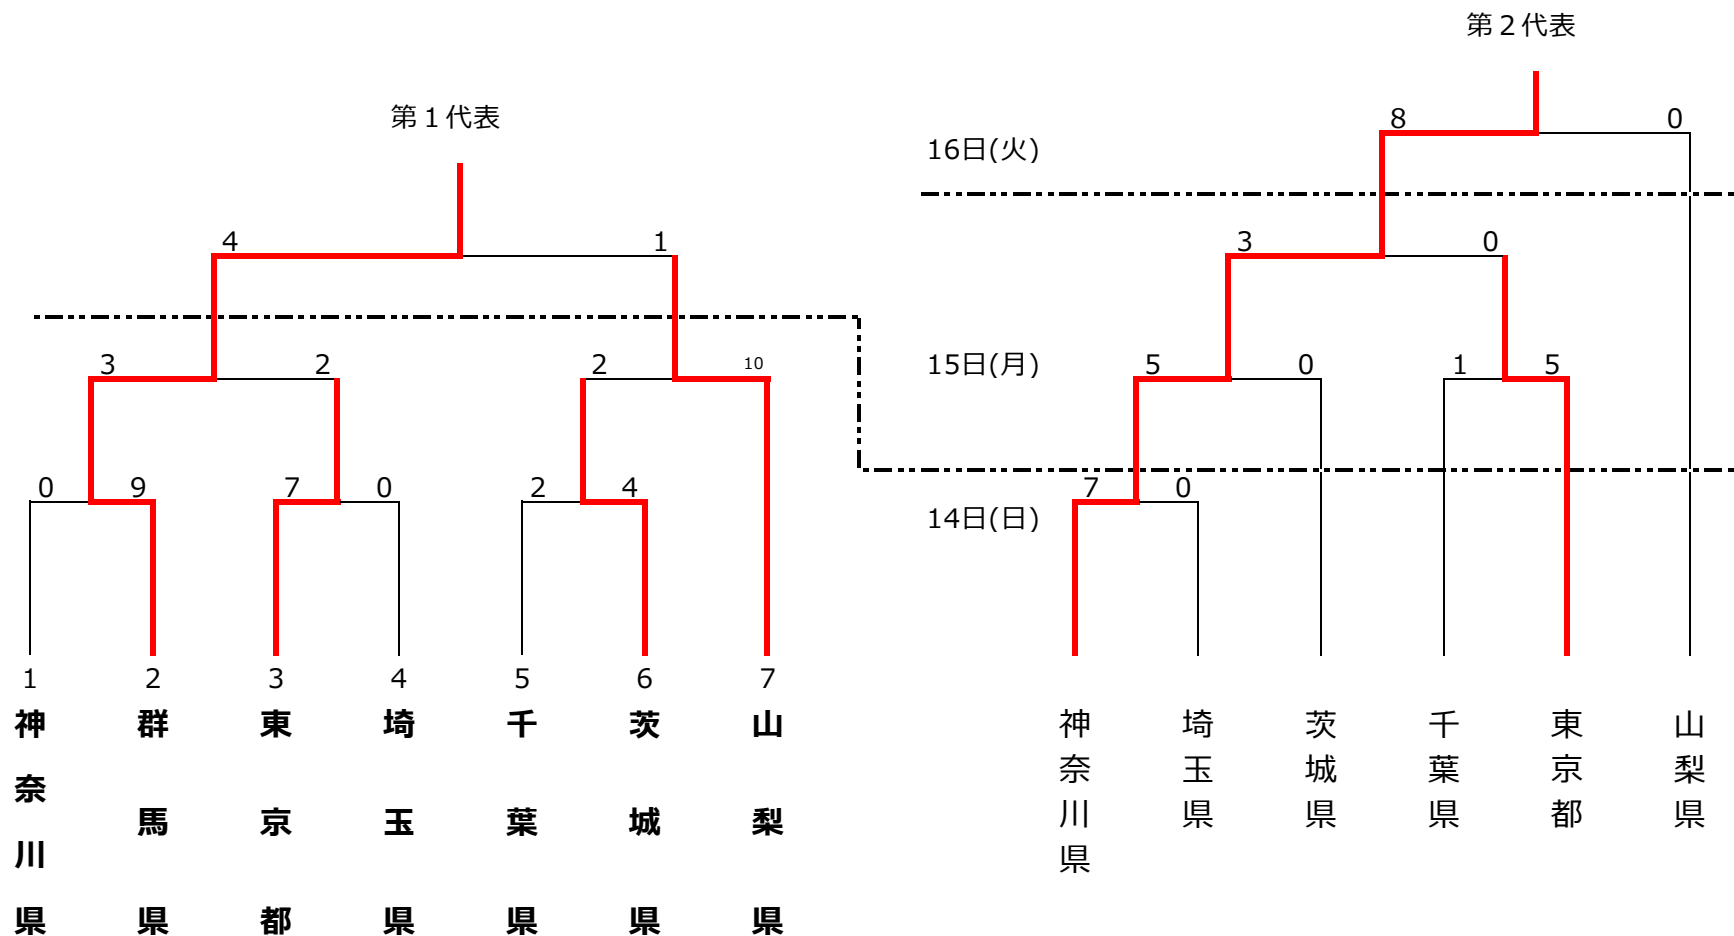 第２代表
第１代表
8 0
16日(火)
4 1
3 0
3 2 2 10
15日(月)
5 0 1 5
0 9 7 0 2 4
7 0
14日(日)
1 2 3 4 5 6 7
神奈川県
群馬県
東京都
埼玉県
千葉県
茨城県
山梨県
神奈川県
埼玉県
茨城県
千葉県
東京都
山梨県